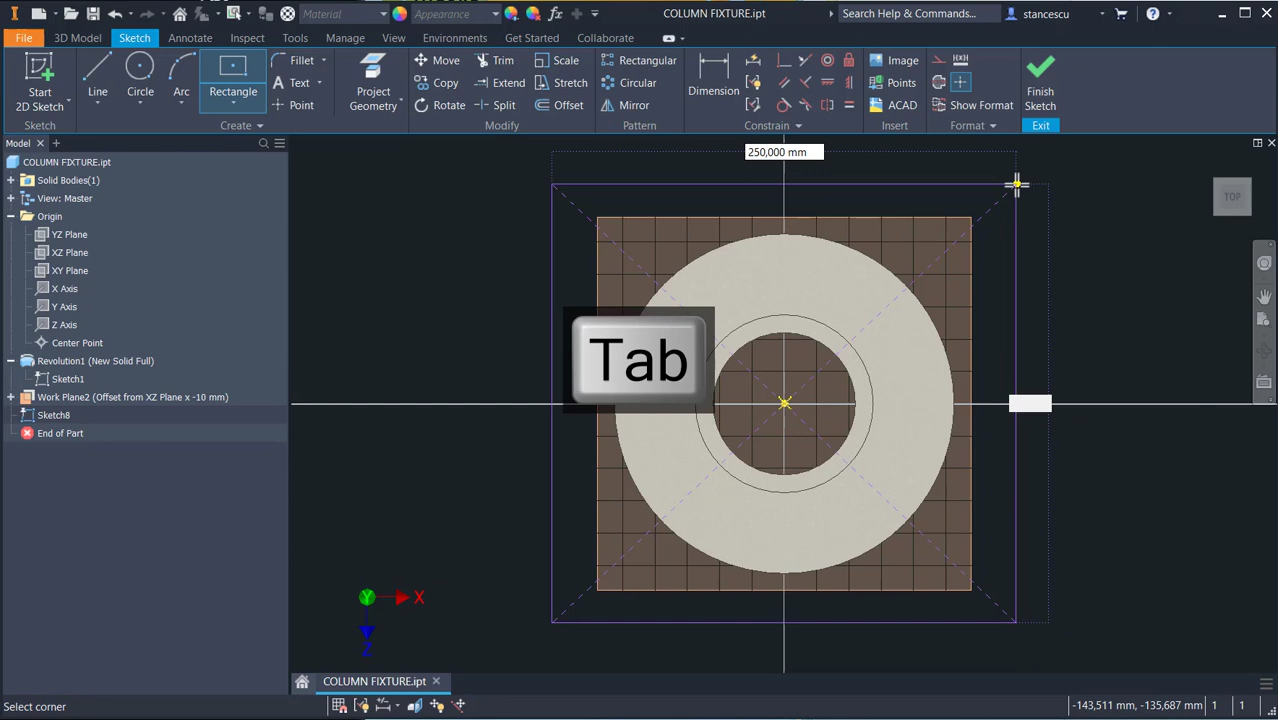 Material
Appearance
COLUMN FIXTURE.ipt
Search Help & Commands...
stancescu
File
3D Model
Sketch
Annotate
Inspect
Tools
Manage
View
Environments
Get Started
Collaborate
Start
2D Sketch
Line
Circle
Arc
Rectangle
Fillet
Text
Point
Project
Geometry
Move
Copy
Rotate
Trim
Extend
Split
Scale
Stretch
Offset
Rectangular
Circular
Mirror
Dimension
Image
Points
ACAD
Show Format
Finish
Sketch
Sketch
Create
Modify
Pattern
Constrain
Insert
Format
Exit
Model
COLUMN FIXTURE.ipt
Solid Bodies(1)
View: Master
Origin
YZ Plane
XZ Plane
XY Plane
X Axis
Y Axis
Z Axis
Center Point
Revolution1 (New Solid Full)
Sketch1
Work Plane2 (Offset from XZ Plane x -10 mm)
Sketch8
End of Part
250,000 mm
TOP
Tab
Y
X
Z
COLUMN FIXTURE.ipt
Select corner
-143,511 mm, -135,687 mm
1
1